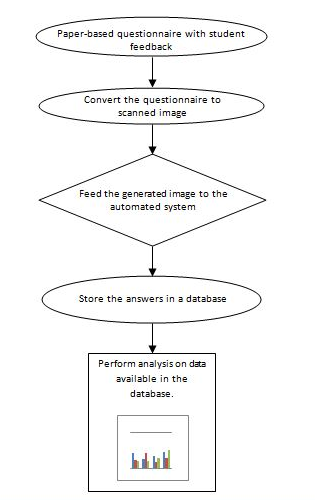 Paper-based questionnaire with student
feedback
Convert the questionnaire to
scanned image
Feed the generated image to the
automated system
Store the answers in a database
Perform analysis on data
available in the
database.